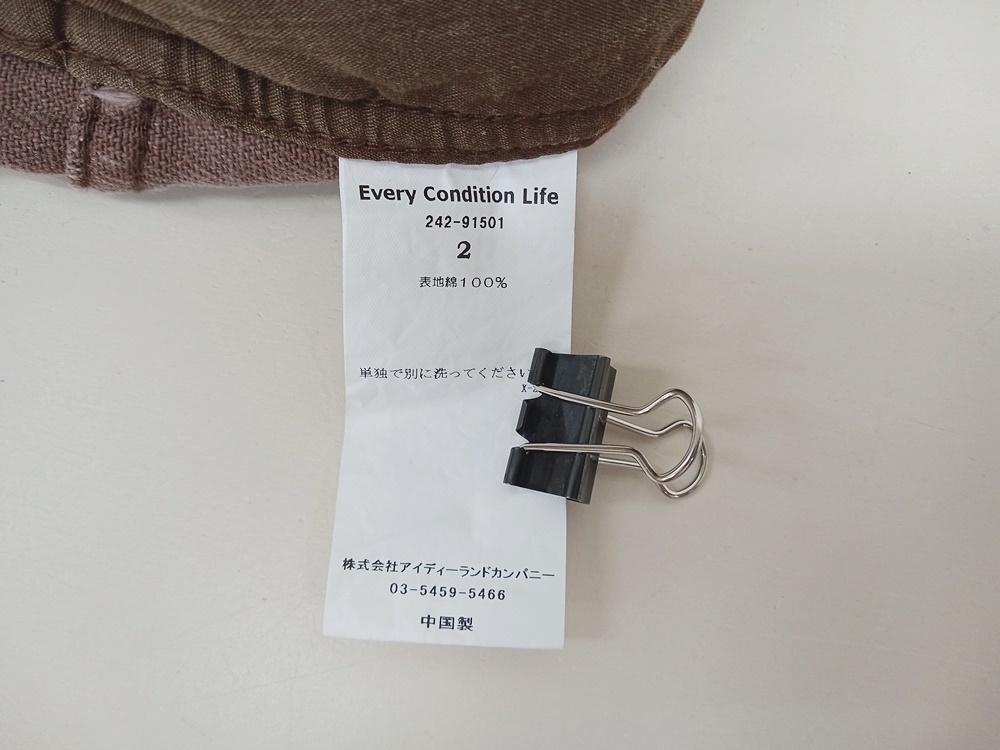 Every Condition Life
242-91501
2
表地綿100%
単独で別に洗ってください
株式会社アイディーランドカンパニー
03-5459-5466
中国製